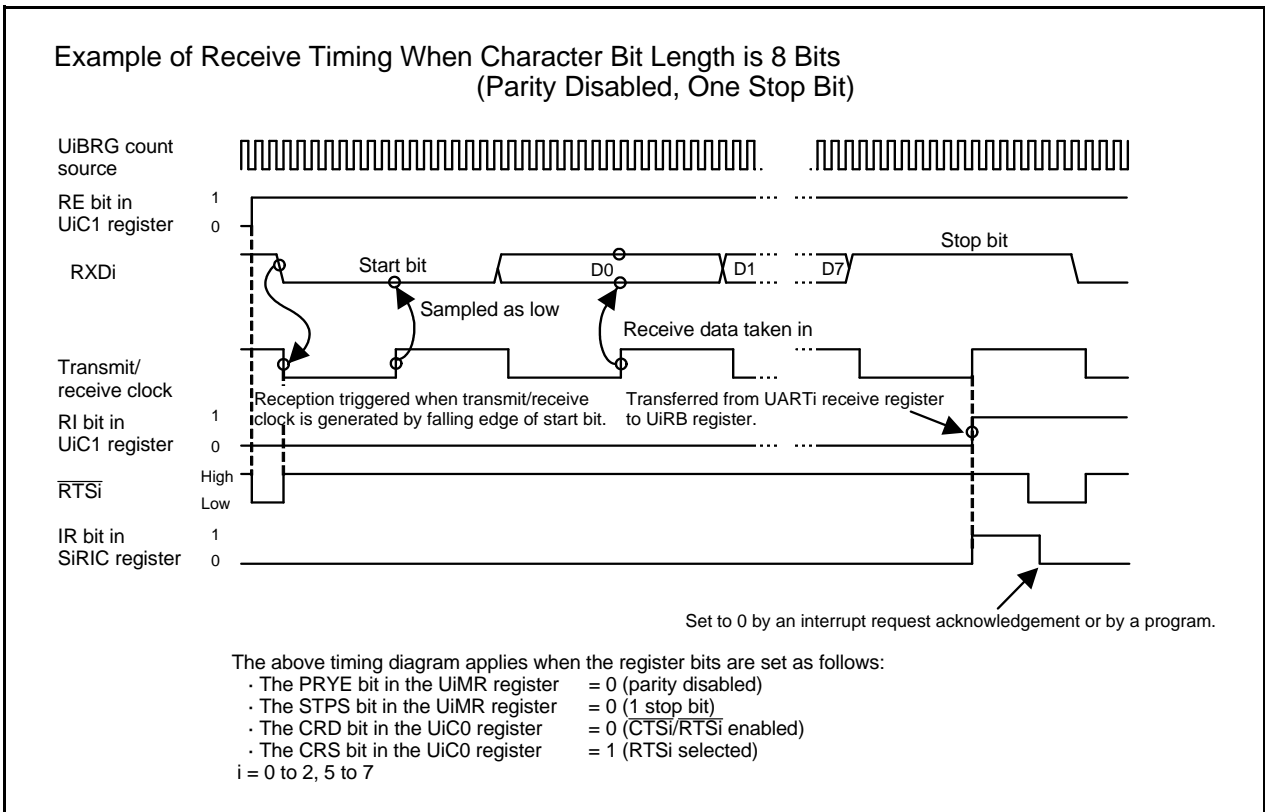 Example of Receive Timing When Character Bit Length is 8 Bits
(Parity Disabled, One Stop Bit)
UiBRG count
source
RE bit in
UiC1 register
1
0
RXDi
Start bit
D0
D1
D7
Stop bit
Sampled as low
Receive data taken in
Transmit/
receive clock
Reception triggered when transmit/receive
clock is generated by falling edge of start bit.
Transferred from UARTi receive register
to UiRB register.
RI bit in
UiC1 register
1
0
RTSi
High
Low
IR bit in
SiRIC register
1
0
Set to 0 by an interrupt request acknowledgement or by a program.
The above timing diagram applies when the register bits are set as follows:
· The PRYE bit in the UiMR register = 0 (parity disabled)
· The STPS bit in the UiMR register = 0 (1 stop bit)
· The CRD bit in the UiC0 register = 0 (CTSi/RTSi enabled)
· The CRS bit in the UiC0 register = 1 (RTSi selected)
i = 0 to 2, 5 to 7